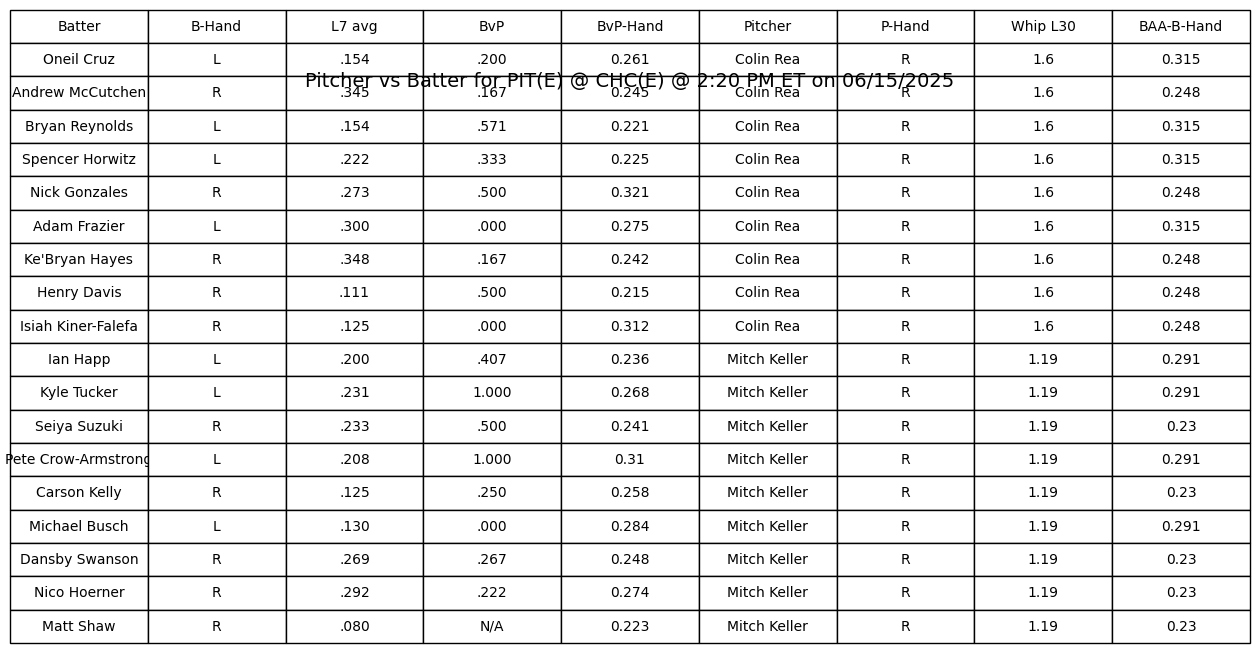 Batter B-Hand L7 avg BvP BvP-Hand Pitcher P-Hand Whip L30 BAA-B-Hand
Oneil Cruz L .154 .200 0.261 Colin Rea R 1.6 0.315
Pitcher vs Batter for PIT(E) @ CHC(E) @ 2:20 PM ET on 06/15/2025
Andrew McCutchen R .345 .167 0.245 Colin Rea R 1.6 0.248
Bryan Reynolds L .154 .571 0.221 Colin Rea R 1.6 0.315
Spencer Horwitz L .222 .333 0.225 Colin Rea R 1.6 0.315
Nick Gonzales R .273 .500 0.321 Colin Rea R 1.6 0.248
Adam Frazier L .300 .000 0.275 Colin Rea R 1.6 0.315
Ke'Bryan Hayes R .348 .167 0.242 Colin Rea R 1.6 0.248
Henry Davis R .111 .500 0.215 Colin Rea R 1.6 0.248
Isiah Kiner-Falefa R .125 .000 0.312 Colin Rea R 1.6 0.248
Ian Happ L .200 .407 0.236 Mitch Keller R 1.19 0.291
Kyle Tucker L .231 1.000 0.268 Mitch Keller R 1.19 0.291
Seiya Suzuki R .233 .500 0.241 Mitch Keller R 1.19 0.23
Pete Crow-Armstrong L .208 1.000 0.31 Mitch Keller R 1.19 0.291
Carson Kelly R .125 .250 0.258 Mitch Keller R 1.19 0.23
Michael Busch L .130 .000 0.284 Mitch Keller R 1.19 0.291
Dansby Swanson R .269 .267 0.248 Mitch Keller R 1.19 0.23
Nico Hoerner R .292 .222 0.274 Mitch Keller R 1.19 0.23
Matt Shaw R .080 N/A 0.223 Mitch Keller R 1.19 0.23